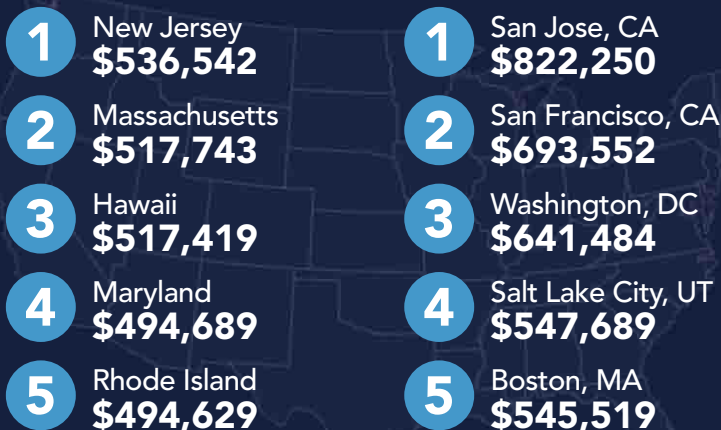 1
New Jersey
$536,542
2
Massachusetts
$517,743
3
Hawaii
$517,419
4
Maryland
$494,689
5
Rhode Island
$494,629
1
San Jose, CA
$822,250
2
San Francisco, CA
$693,552
3
Washington, DC
$641,484
4
Salt Lake City, UT
$547,689
5
Boston, MA
$545,519